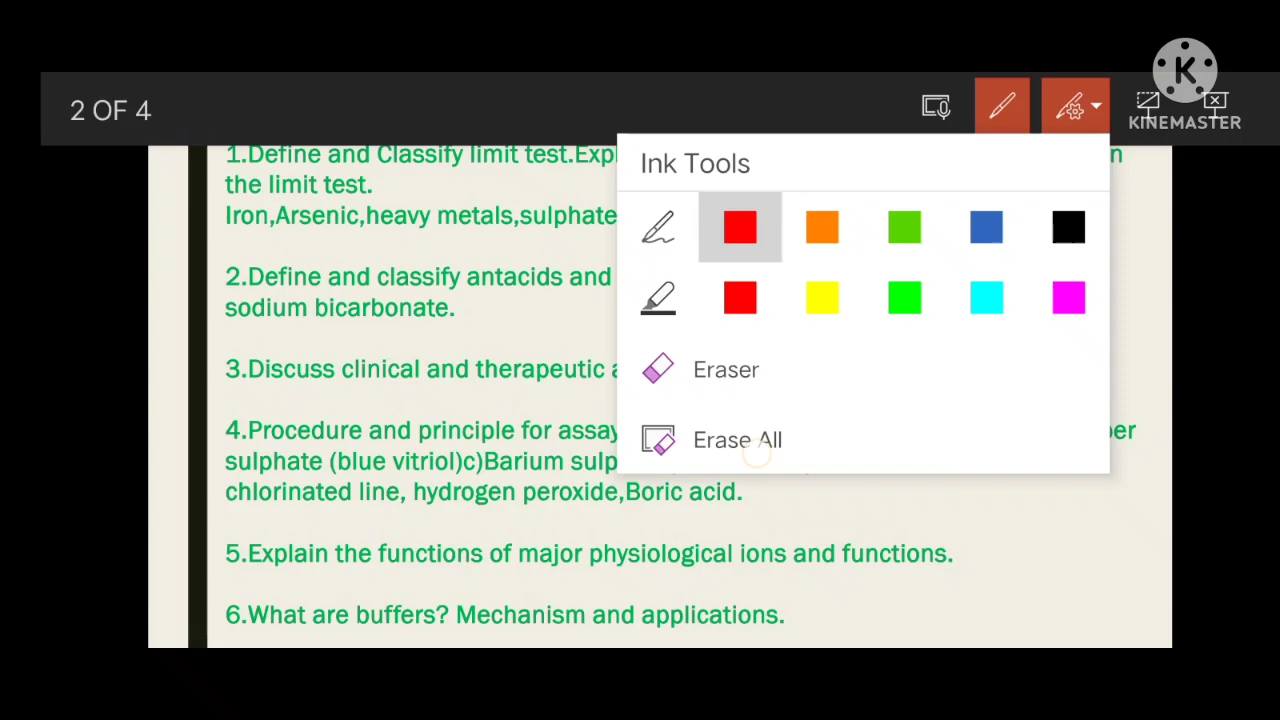 2 OF 4
K
KINEMASTER
Ink Tools
Eraser
Erase All
1.Define and Classify limit test.Expl
the limit test.
Iron,Arsenic,heavy metals,sulphate
2.Define and classify antacids and
sodium bicarbonate.
3.Discuss clinical and therapeutic
4.Procedure and principle for assay
sulphate (blue vitriol)c)Barium sulp
chlorinated line, hydrogen peroxide,Boric acid.
5.Explain the functions of major physiological ions and functions.
6.What are buffers? Mechanism and applications.